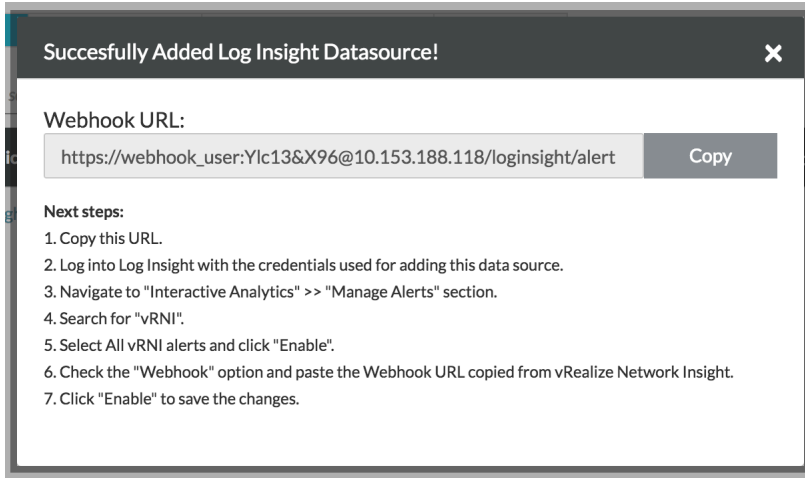 Succesfully Added Log Insight Datasource!
Webhook URL:
https://webhook_user:Ylc13&X96@10.153.188.118/loginsight/alert
Copy
Next steps:
1. Copy this URL.
2. Log into Log Insight with the credentials used for adding this data source.
3. Navigate to "Interactive Analytics" >> "Manage Alerts" section.
4. Search for "vRNI".
5. Select All vRNI alerts and click "Enable".
6. Check the "Webhook" option and paste the Webhook URL copied from vRealize Network Insight.
7. Click "Enable" to save the changes.